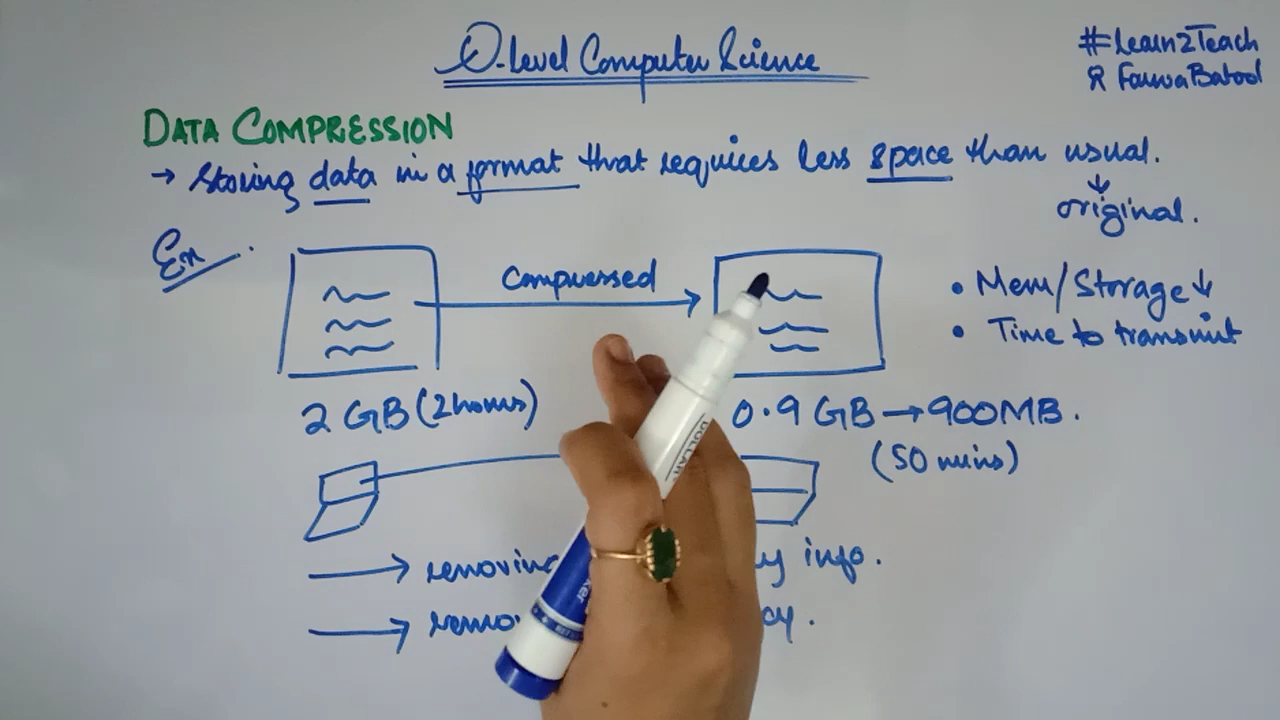 O-Level Computer Science
#Learn2Teach
FarwaBatool
DATA COMPRESSION
→ Storing data in a format that requires less space than usual.
↓
original.
Ex.
Compressed
• Mem/Storage↓
• Time to transmit
2 GB (2 hours)
0.9 GB → 900MB.
(50 mins)
DOLLAR
→ removing
info.
→